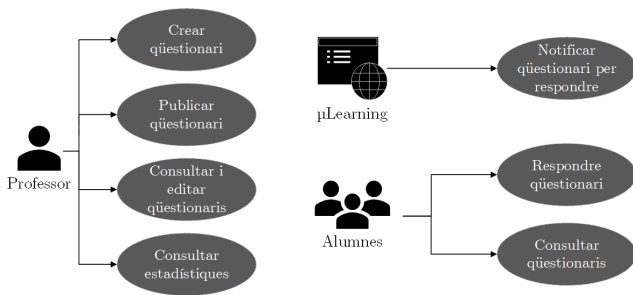 Crear
qüestionari
Publicar
qüestionari
Professor
Consultar i
editar
qüestionaris
Consultar
estadístiques
µLearning
Notificar
qüestionari per
respondre
Alumnes
Respondre
qüestionari
Consultar
qüestionaris